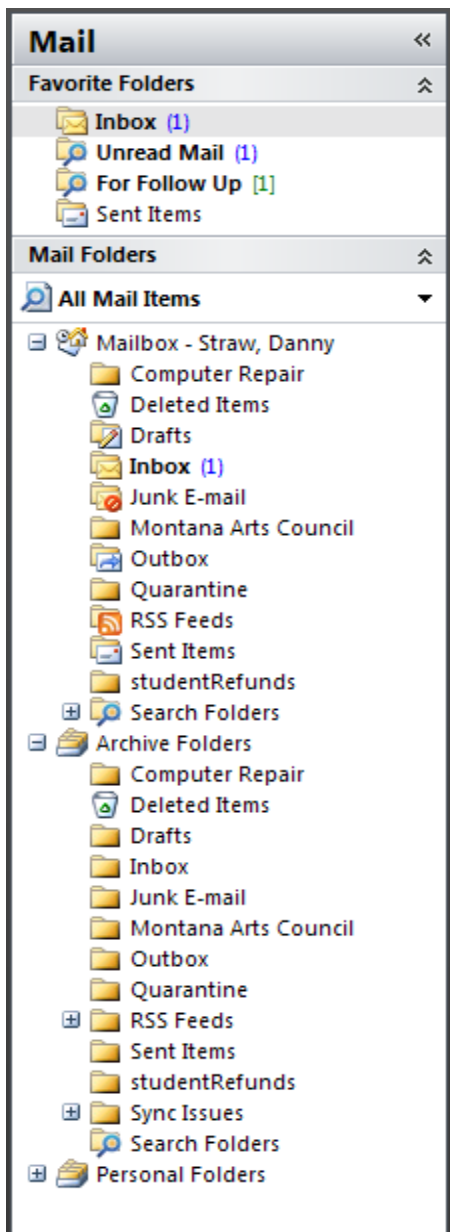 Mail
Favorite Folders
Inbox (1)
Unread Mail (1)
For Follow Up [1]
Sent Items
Mail Folders
All Mail Items
Mailbox - Straw, Danny
Computer Repair
Deleted Items
Drafts
Inbox (1)
Junk E-mail
Montana Arts Council
Outbox
Quarantine
RSS Feeds
Sent Items
studentRefunds
Search Folders
Archive Folders
Computer Repair
Deleted Items
Drafts
Inbox
Junk E-mail
Montana Arts Council
Outbox
Quarantine
RSS Feeds
Sent Items
studentRefunds
Sync Issues
Search Folders
Personal Folders